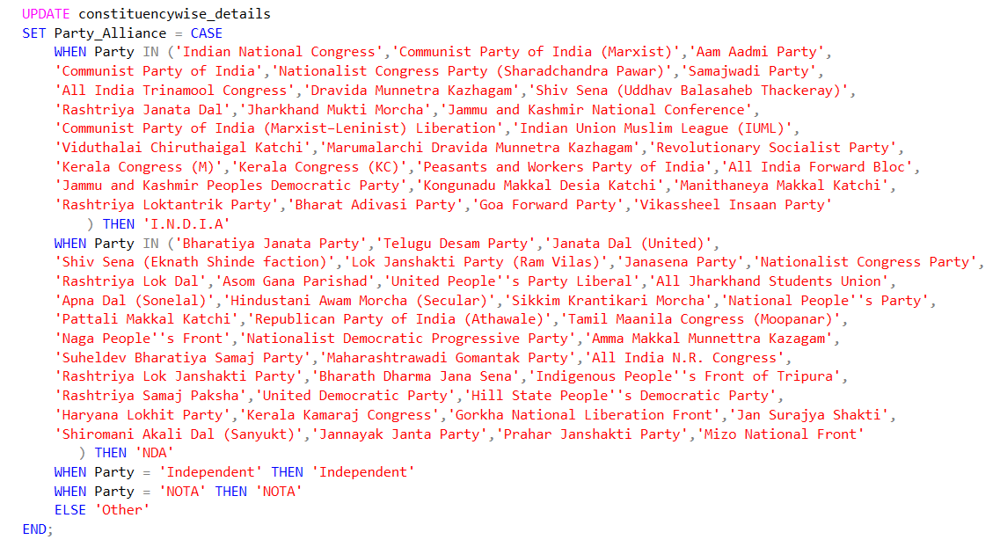 UPDATE constituencywise_details
SET Party_Alliance = CASE
WHEN Party IN ('Indian National Congress','Communist Party of India (Marxist)','Aam Aadmi Party',
'Communist Party of India','Nationalist Congress Party (Sharadchandra Pawar)','Samajwadi Party',
'All India Trinamool Congress','Dravida Munnetra Kazhagam','Shiv Sena (Uddhav Balasaheb Thackeray)',
'Rashtriya Janata Dal','Jharkhand Mukti Morcha','Jammu and Kashmir National Conference',
'Communist Party of India (Marxist–Leninist) Liberation','Indian Union Muslim League (IUML)',
'Viduthalai Chiruthaigal Katchi','Marumalarchi Dravida Munnetra Kazhagam','Revolutionary Socialist Party',
'Kerala Congress (M)','Kerala Congress (KC)','Peasants and Workers Party of India','All India Forward Bloc',
'Jammu and Kashmir Peoples Democratic Party','Kongunadu Makkal Desia Katchi','Manithaneya Makkal Katchi',
'Rashtriya Loktantrik Party','Bharat Adivasi Party','Goa Forward Party','Vikassheel Insaan Party'
) THEN 'I.N.D.I.A'
WHEN Party IN ('Bharatiya Janata Party','Telugu Desam Party','Janata Dal (United)',
'Shiv Sena (Eknath Shinde faction)','Lok Janshakti Party (Ram Vilas)','Janasena Party','Nationalist Congress Party',
'Rashtriya Lok Dal','Asom Gana Parishad','United People''s Party Liberal','All Jharkhand Students Union',
'Apna Dal (Sonelal)','Hindustani Awam Morcha (Secular)','Sikkim Krantikari Morcha','National People''s Party',
'Pattali Makkal Katchi','Republican Party of India (Athawale)','Tamil Maanila Congress (Moopanar)',
'Naga People''s Front','Nationalist Democratic Progressive Party','Amma Makkal Munnettra Kazagam',
'Suheldev Bharatiya Samaj Party','Maharashtrawadi Gomantak Party','All India N.R. Congress',
'Rashtriya Lok Janshakti Party','Bharath Dharma Jana Sena','Indigenous People''s Front of Tripura',
'Rashtriya Samaj Paksha','United Democratic Party','Hill State People''s Democratic Party',
'Haryana Lokhit Party','Kerala Kamaraj Congress','Gorkha National Liberation Front','Jan Surajya Shakti',
'Shiromani Akali Dal (Sanyukt)','Jannayak Janta Party','Prahar Janshakti Party','Mizo National Front'
) THEN 'NDA'
WHEN Party = 'Independent' THEN 'Independent'
WHEN Party = 'NOTA' THEN 'NOTA'
ELSE 'Other'
END;